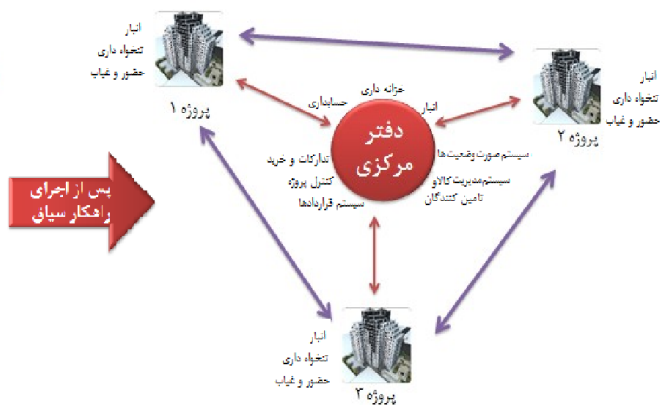 انبار
تنخواه داری
حضور و غیاب
پروژه ۱
انبار
تنخواه داری
حضور و غیاب
پروژه ۲
خزانه داری
حسابداری
انبار
دفتر
مرکزی
تدارکات و خرید
کنترل پروژه
سیستم قراردادها
سیستم صورت وضعیت ها
سیستم مدیریت کالا و
تامین کنندگان
پس از اجرای
راهکار سیاق
انبار
تنخواه داری
حضور و غیاب
پروژه ۳